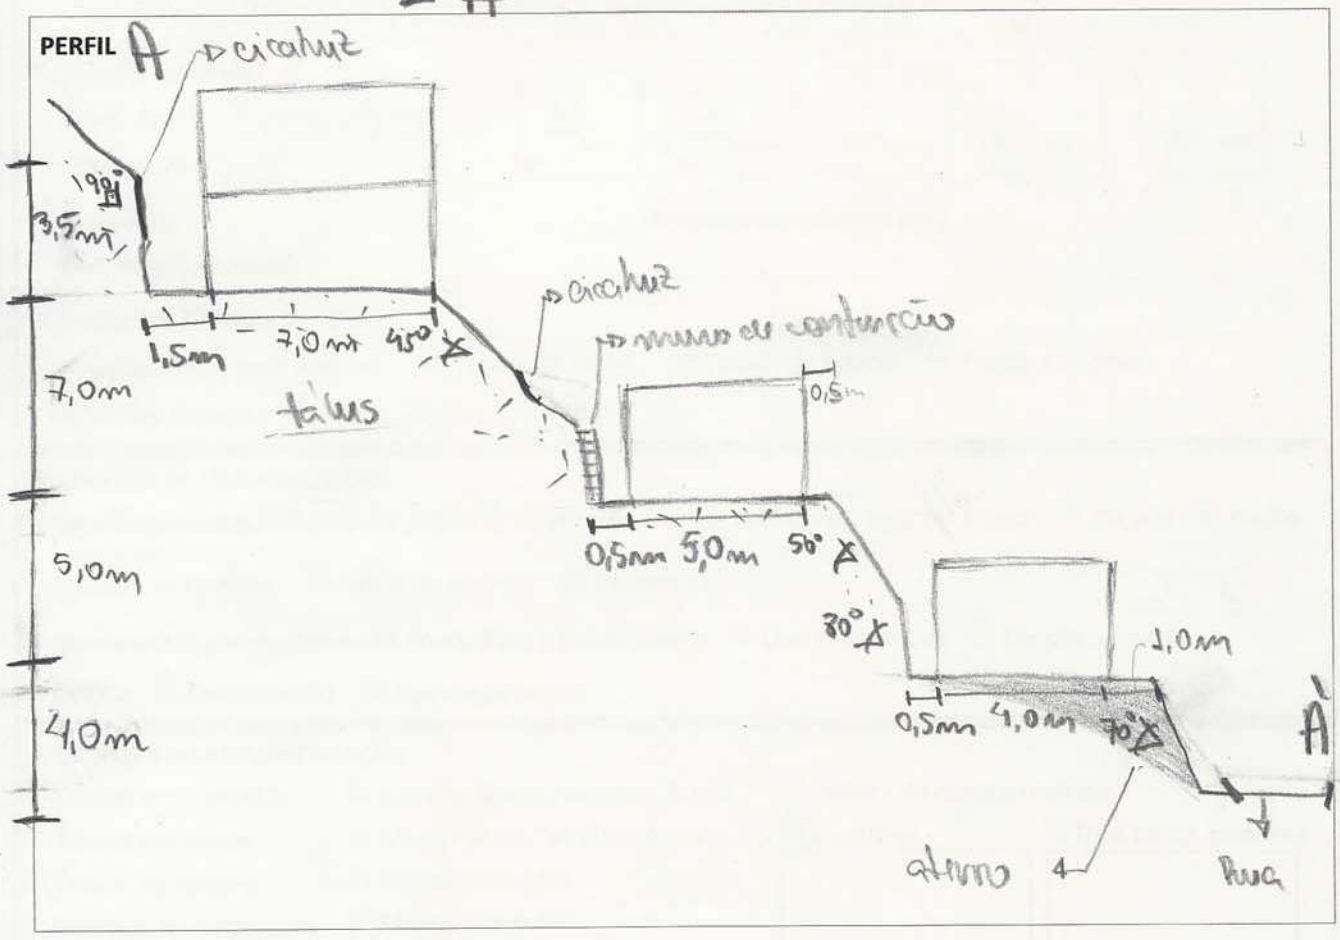 A
PERFIL A
cicatriz
90°
3,5m
1,5m
7,0m
45°
cicatriz
muro de contenção
7,0m
tálus
0,5m
0,5m
5,0m
50°
5,0m
80°
1,0m
0,5m
4,0m
70°
À
4,0m
aterro
Rua